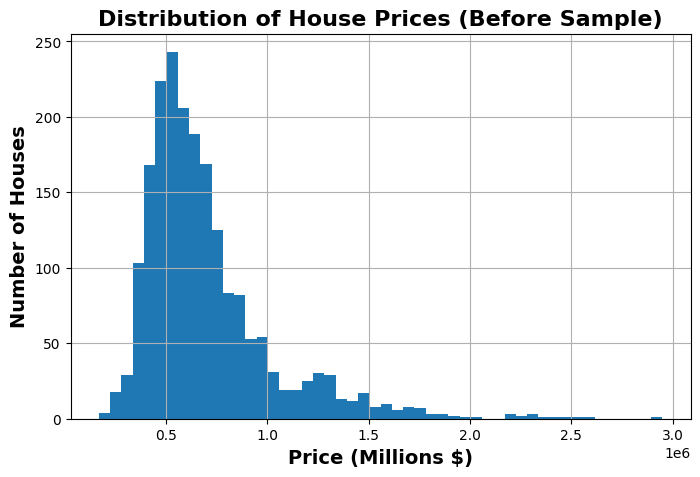 Distribution of House Prices (Before Sample)
Number of Houses
250
200
150
100
50
0
0.5 1.0 1.5 2.0 2.5 3.0
1e6
Price (Millions $)